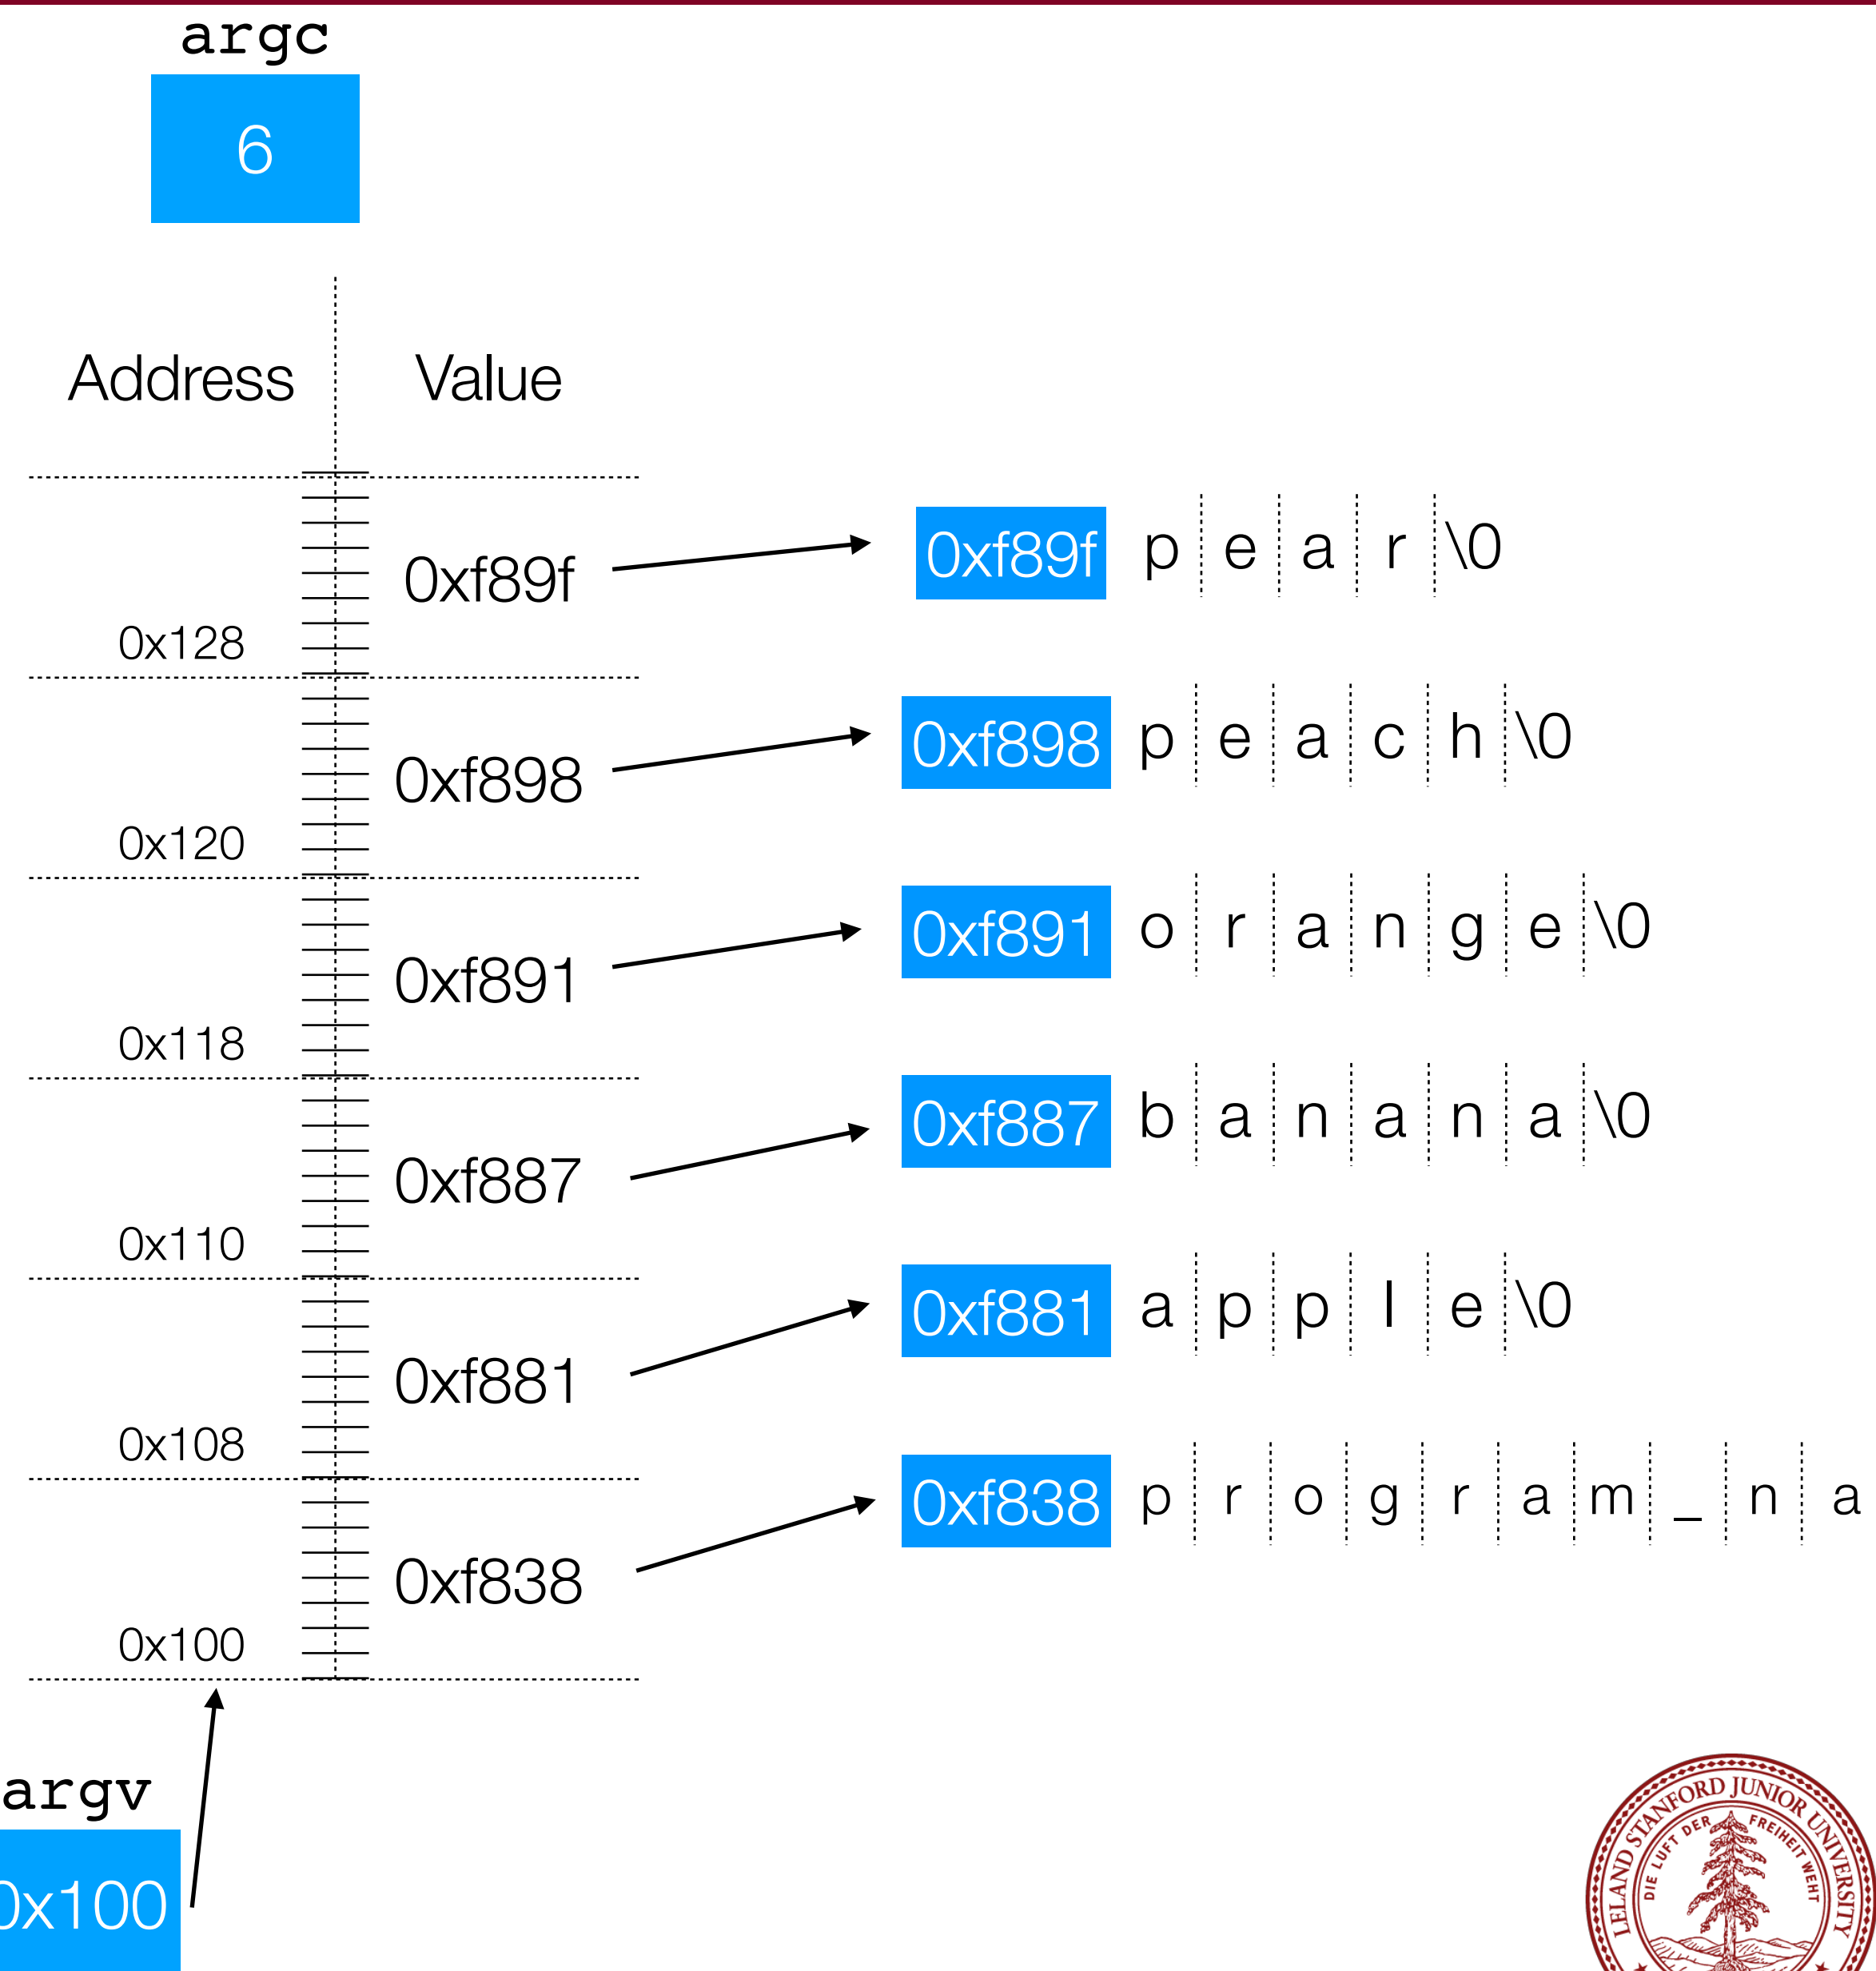 argc
6
Address Value
0xf89f 0xf89f p e a r \0
0x128
0xf898 0xf898 p e a c h \0
0x120
0xf891 0xf891 o r a n g e \0
0x118
0xf887 0xf887 b a n a n a \0
0x110
0xf881 0xf881 a p p l e \0
0x108
0xf838 0xf838 p r o g r a m _ n a
0x100
argv
0x100
LELAND STANFORD JUNIOR UNIVERSITY
DIE LUFT DER FREIHEIT WEHT